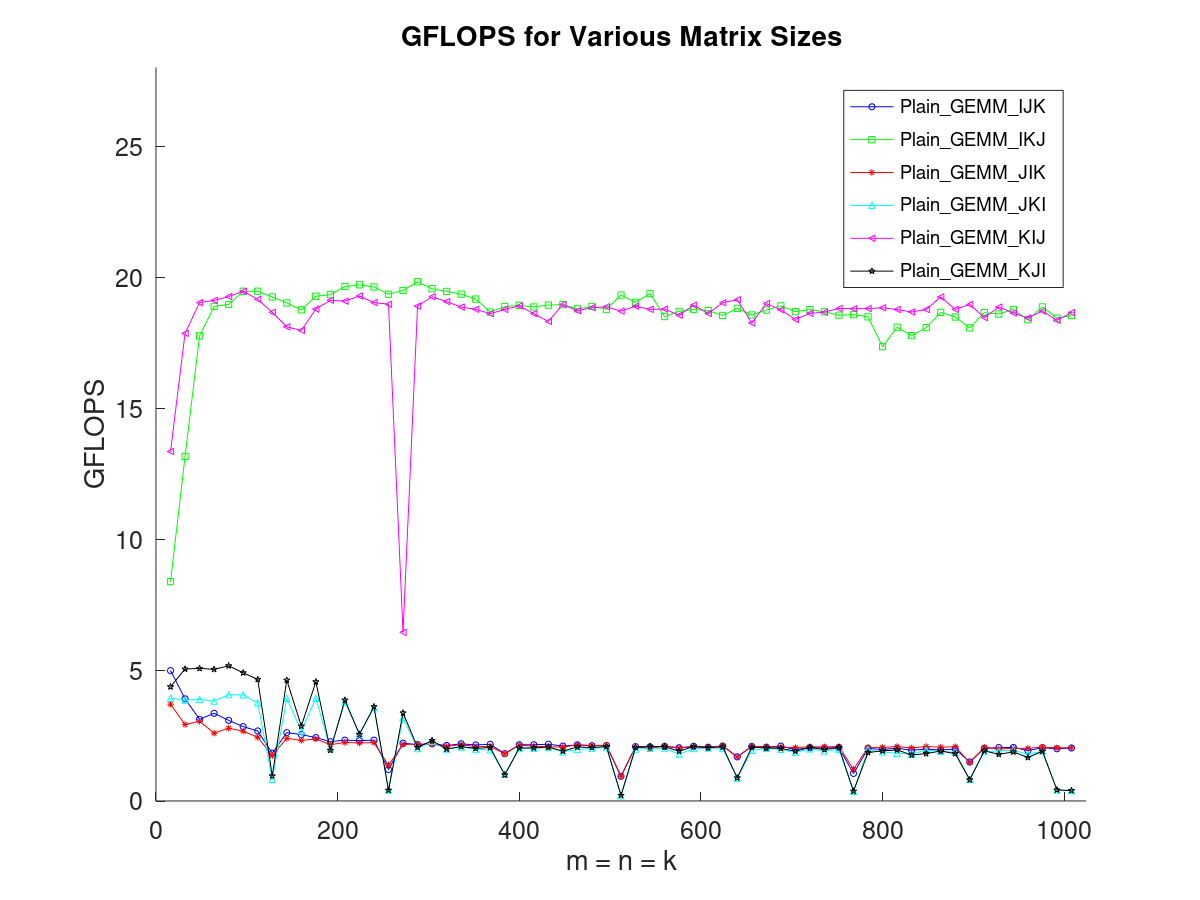 GFLOPS for Various Matrix Sizes
Plain_GEMM_IJK
Plain_GEMM_IKJ
Plain_GEMM_JIK
Plain_GEMM_JKI
Plain_GEMM_KIJ
Plain_GEMM_KJI
GFLOPS
25
20
15
10
5
0
0 200 400 600 800 1000
m = n = k